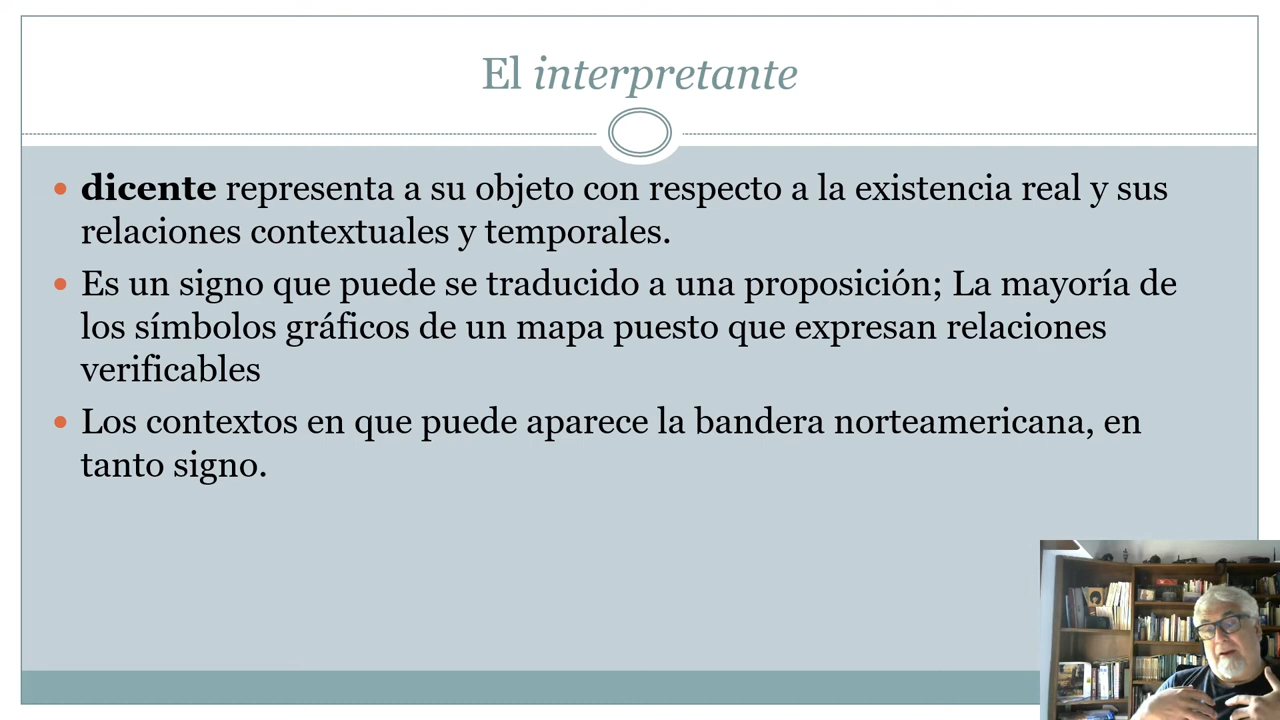 El interpretante
dicente representa a su objeto con respecto a la existencia real y sus
relaciones contextuales y temporales.
Es un signo que puede se traducido a una proposición; La mayoría de
los símbolos gráficos de un mapa puesto que expresan relaciones
verificables
Los contextos en que puede aparece la bandera norteamericana, en
tanto signo.